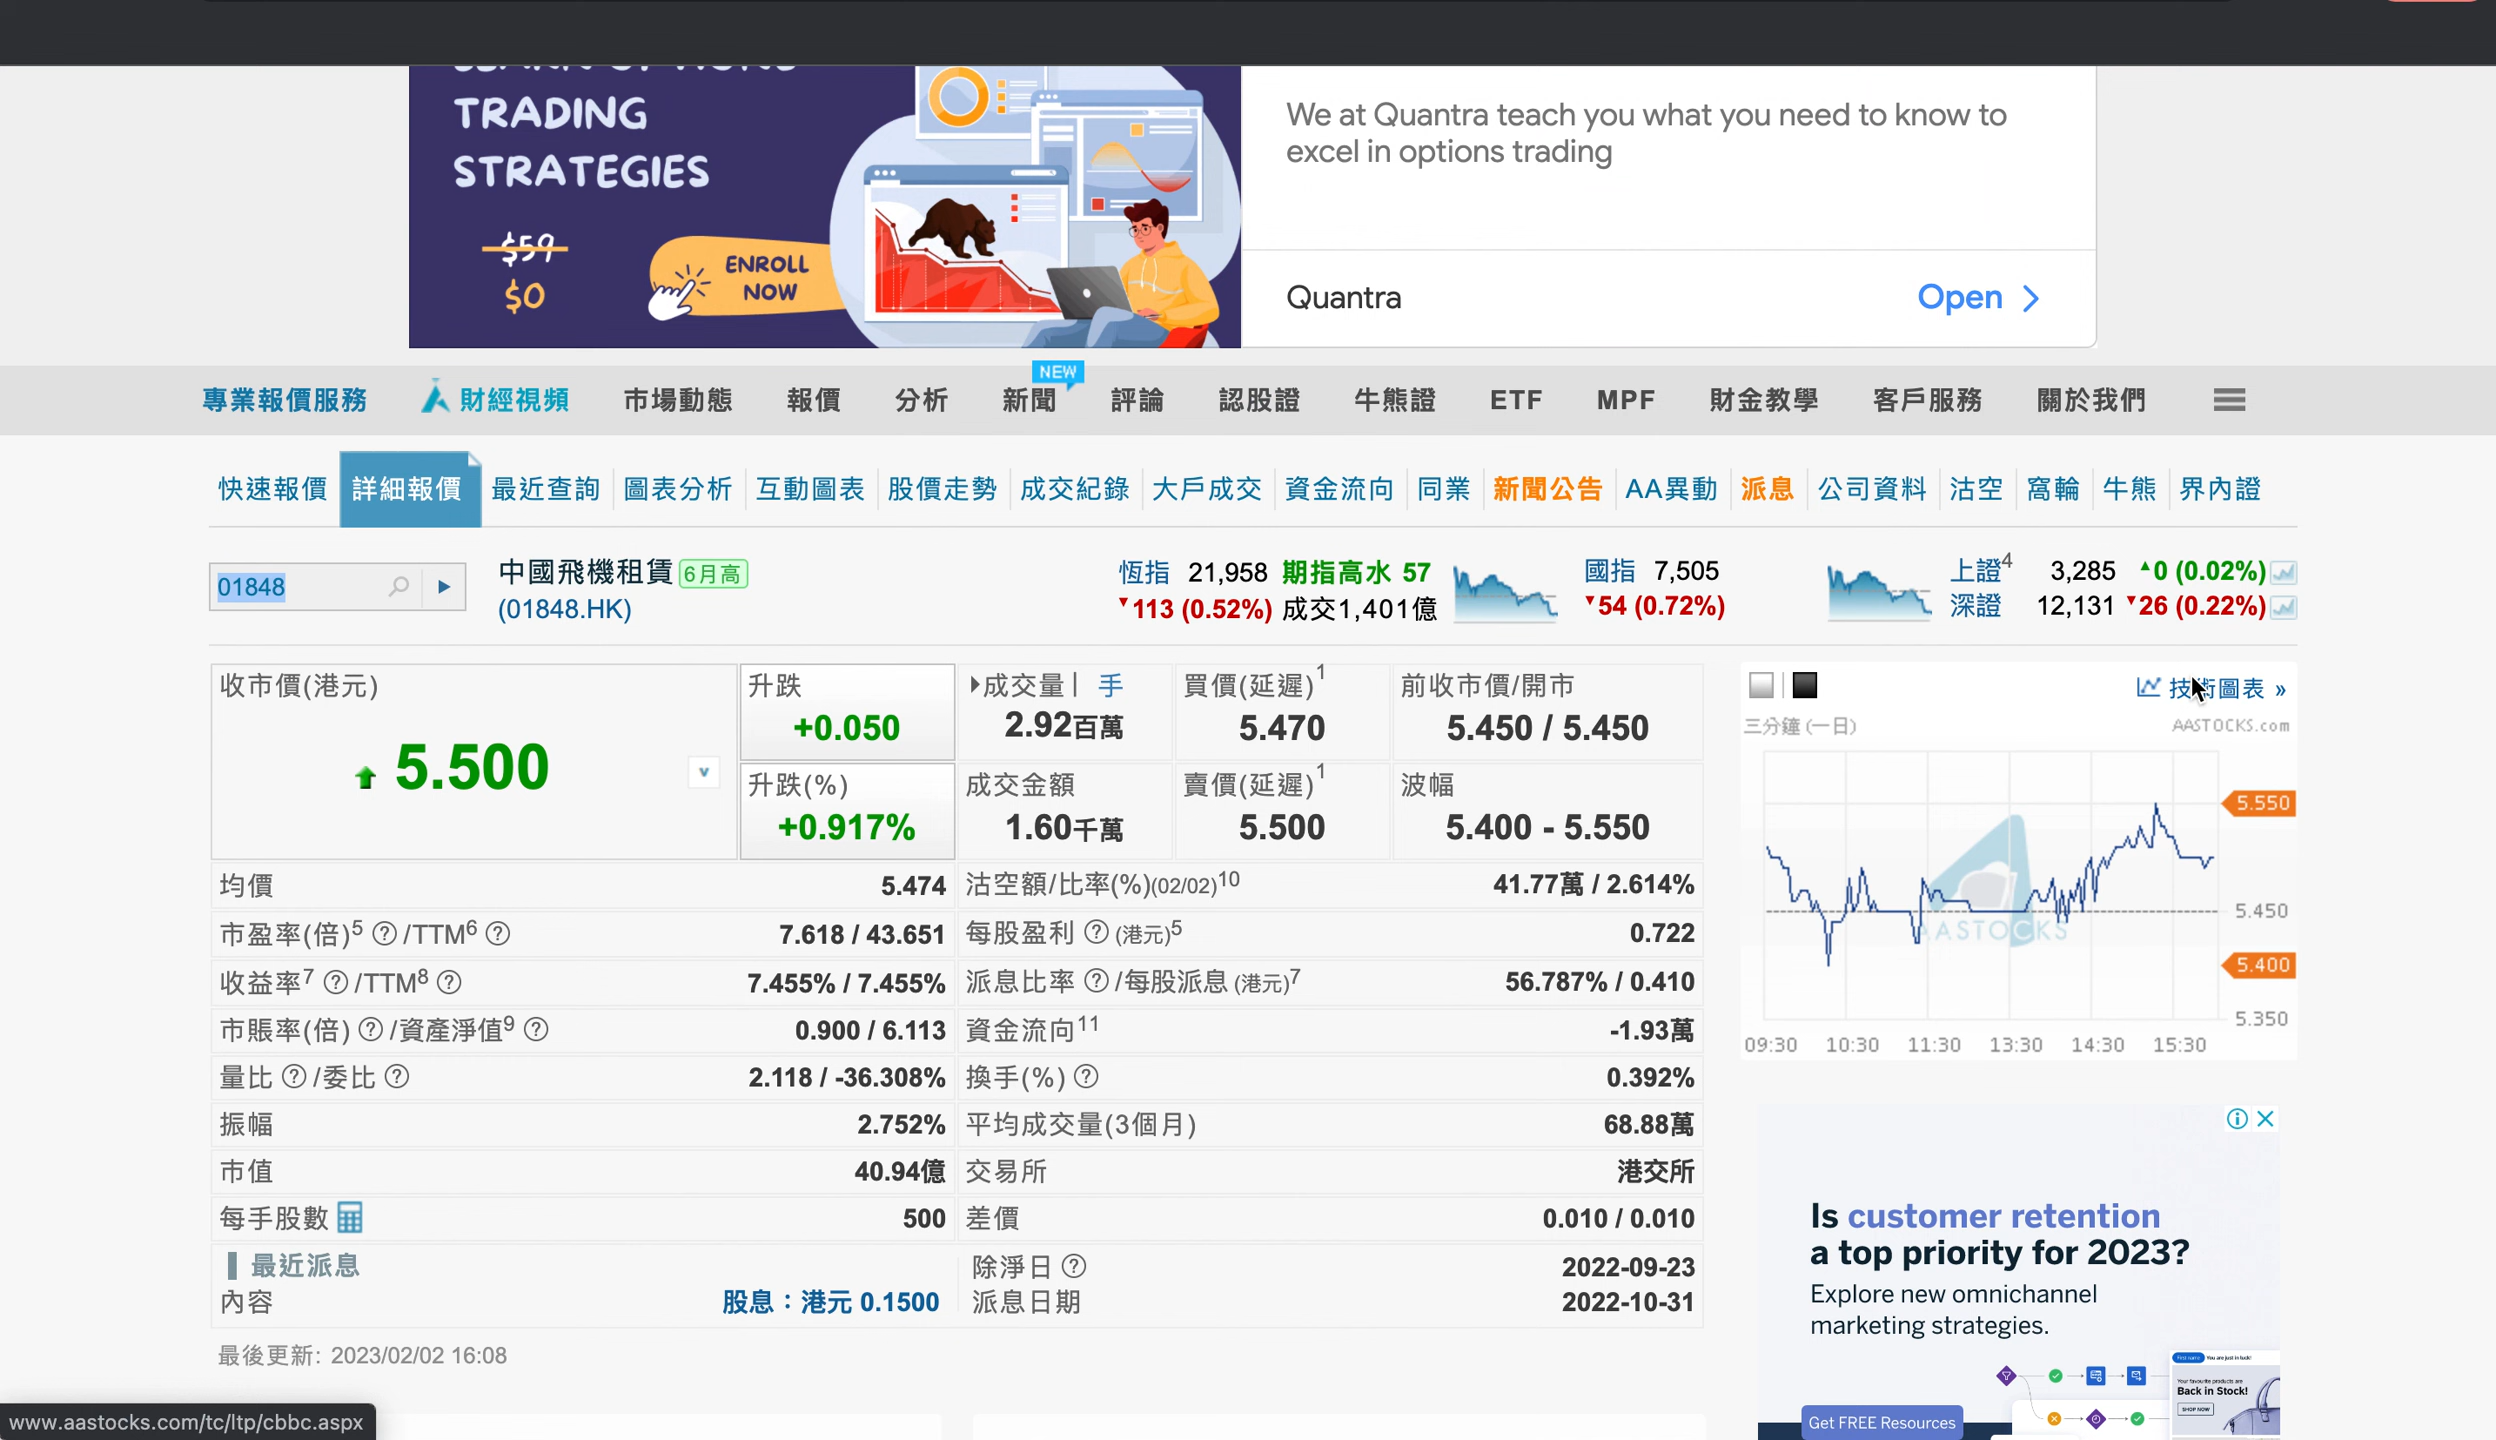 TRADING
STRATEGIES
$59
$0
ENROLL
NOW
We at Quantra teach you what you need to know to
excel in options trading
Quantra
Open
專業報價服務 財經視頻 市場動態 報價 分析 新聞 NEW 評論 認股證 牛熊證 ETF MPF 財金教學 客戶服務 關於我們
快速報價 詳細報價 最近查詢 圖表分析 互動圖表 股價走勢 成交紀錄 大戶成交 資金流向 同業 新聞公告 AA異動 派息 公司資料 沽空 窩輪 牛熊 界內證
01848
中國飛機租賃 6月高
(01848.HK)
恆指 21,958 期指高水 57
▼113 (0.52%) 成交1,401億
國指 7,505
▼54 (0.72%)
上證4 3,285 ▲0 (0.02%)
深證 12,131 ▼26 (0.22%)
收市價(港元)
5.500
升跌
+0.050
升跌(%)
+0.917%
成交量 | 手
2.92百萬
成交金額
1.60千萬
買價(延遲)1
5.470
賣價(延遲)1
5.500
前收市價/開市
5.450 / 5.450
波幅
5.400 - 5.550
均價 5.474 沽空額/比率(%)(02/02)10 41.77萬 / 2.614%
市盈率(倍)5 ?/TTM6 ? 7.618 / 43.651 每股盈利 ? (港元)5 0.722
收益率7 ?/TTM8 ? 7.455% / 7.455% 派息比率 ?/每股派息 (港元)7 56.787% / 0.410
市賬率(倍) ?/資產淨值9 ? 0.900 / 6.113 資金流向11 -1.93萬
量比 ?/委比 ? 2.118 / -36.308% 換手(%) ? 0.392%
振幅 2.752% 平均成交量(3個月) 68.88萬
市值 40.94億 交易所 港交所
每手股數 500 差價 0.010 / 0.010
最近派息 除淨日 ? 2022-09-23
內容 股息：港元 0.1500 派息日期 2022-10-31
最後更新: 2023/02/02 16:08
技術圖表 »
三分鐘 (一日) AASTOCKS.com
AASTOCKS
5.550
5.450
5.400
5.350
09:30 10:30 11:30 13:30 14:30 15:30
Is customer retention
a top priority for 2023?
Explore new omnichannel
marketing strategies.
You are just in luck!
Back in Stock!
SHOP NOW
Get FREE Resources
www.aastocks.com/tc/ltp/cbbc.aspx